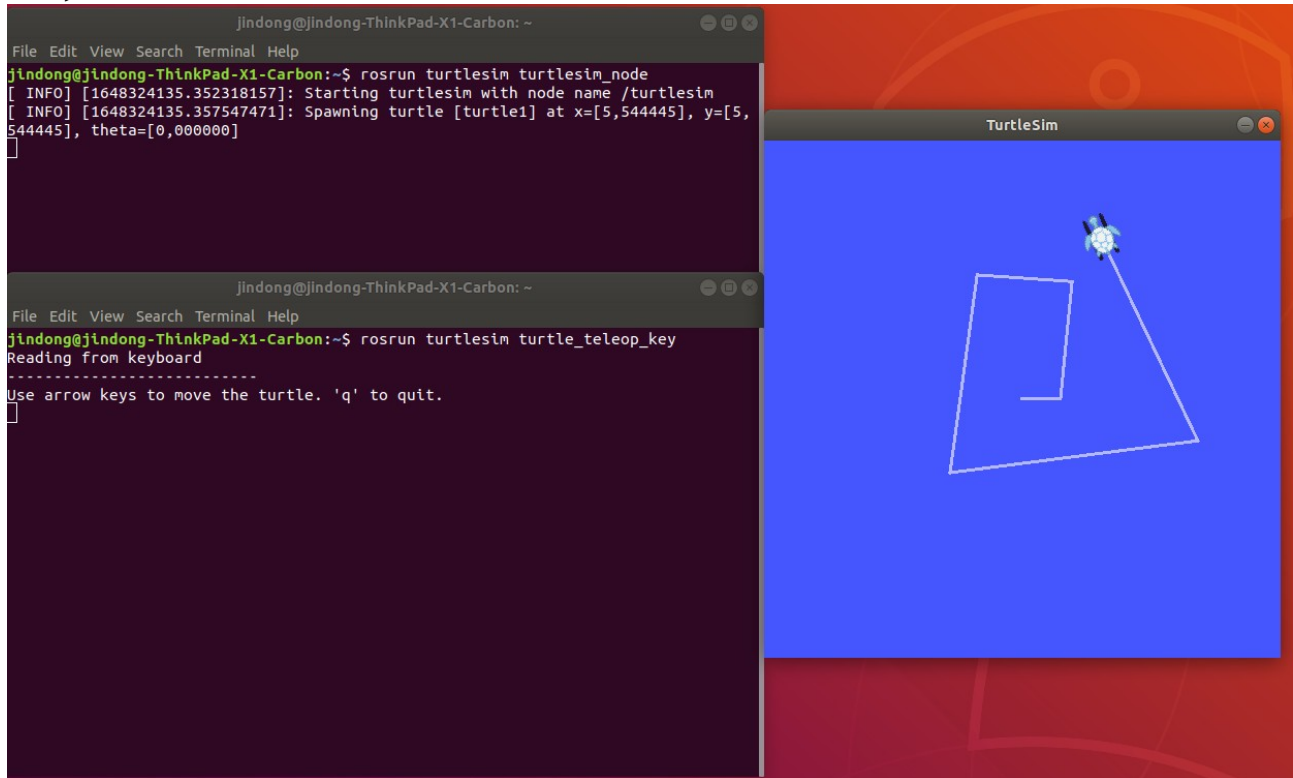 jindong@jindong-ThinkPad-X1-Carbon: ~
File Edit View Search Terminal Help
jindong@jindong-ThinkPad-X1-Carbon:~$ rosrun turtlesim turtlesim_node
[ INFO] [1648324135.352318157]: Starting turtlesim with node name /turtlesim
[ INFO] [1648324135.357547471]: Spawning turtle [turtle1] at x=[5,544445], y=[5,
544445], theta=[0,000000]
jindong@jindong-ThinkPad-X1-Carbon: ~
File Edit View Search Terminal Help
jindong@jindong-ThinkPad-X1-Carbon:~$ rosrun turtlesim turtle_teleop_key
Reading from keyboard
---------------------------
Use arrow keys to move the turtle. 'q' to quit.
TurtleSim